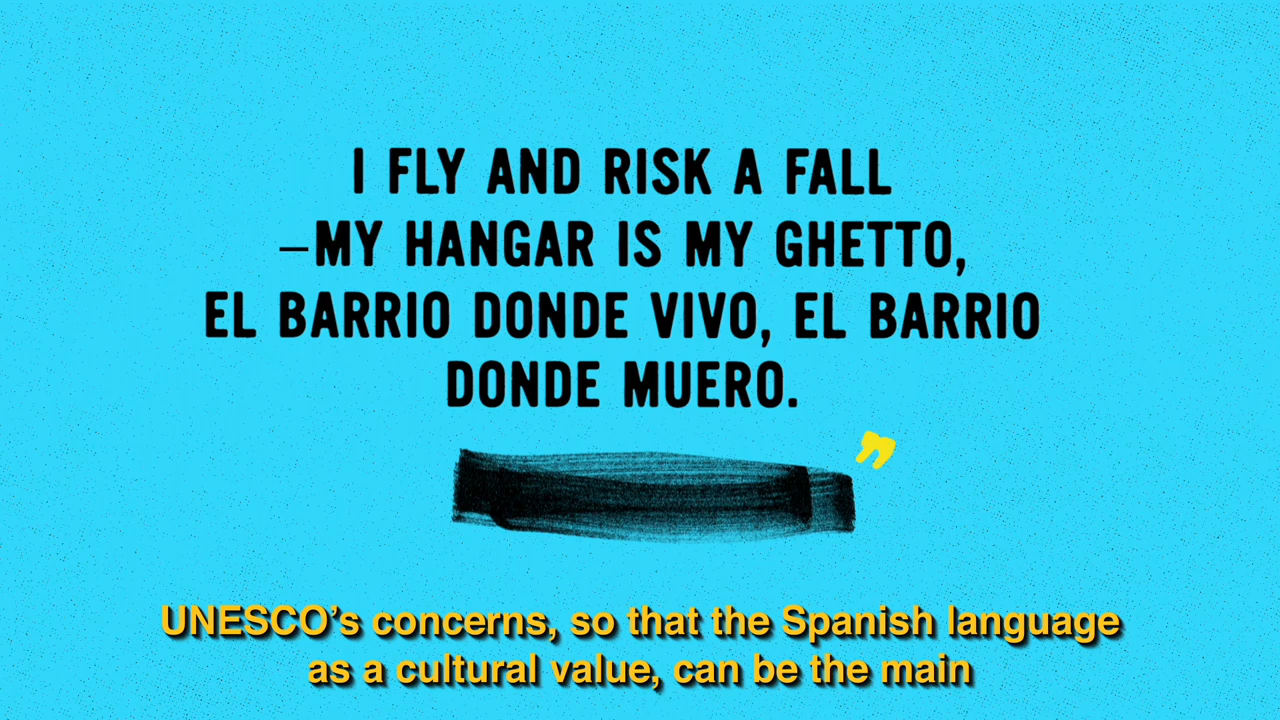 I FLY AND RISK A FALL
–MY HANGAR IS MY GHETTO,
EL BARRIO DONDE VIVO, EL BARRIO
DONDE MUERO.
”
UNESCO’s concerns, so that the Spanish language
as a cultural value, can be the main